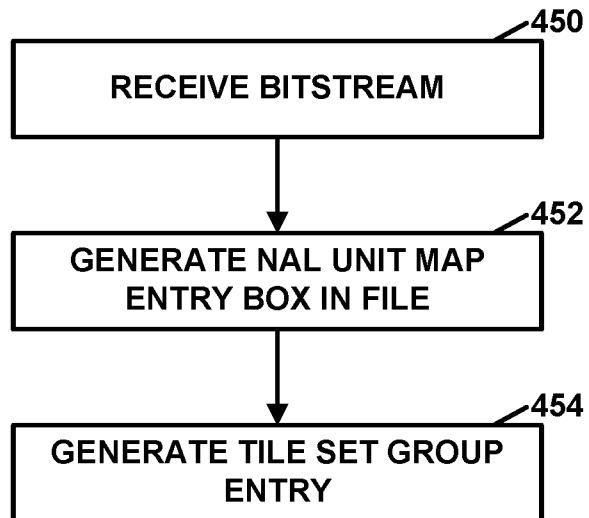 450
RECEIVE BITSTREAM
452
GENERATE NAL UNIT MAP
ENTRY BOX IN FILE
454
GENERATE TILE SET GROUP
ENTRY